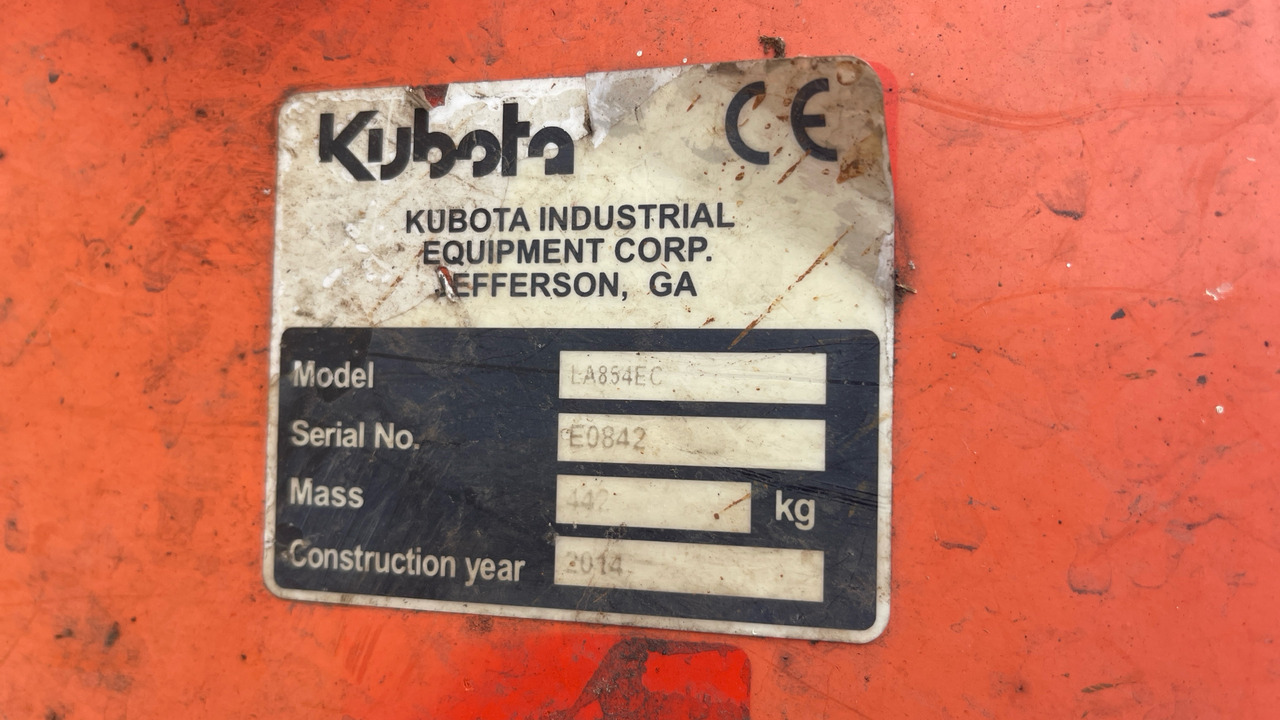 Kubota CE
KUBOTA INDUSTRIAL
EQUIPMENT CORP.
JEFFERSON, GA
Model LA854EC
Serial No. E0842
Mass 442 kg
Construction year 2014